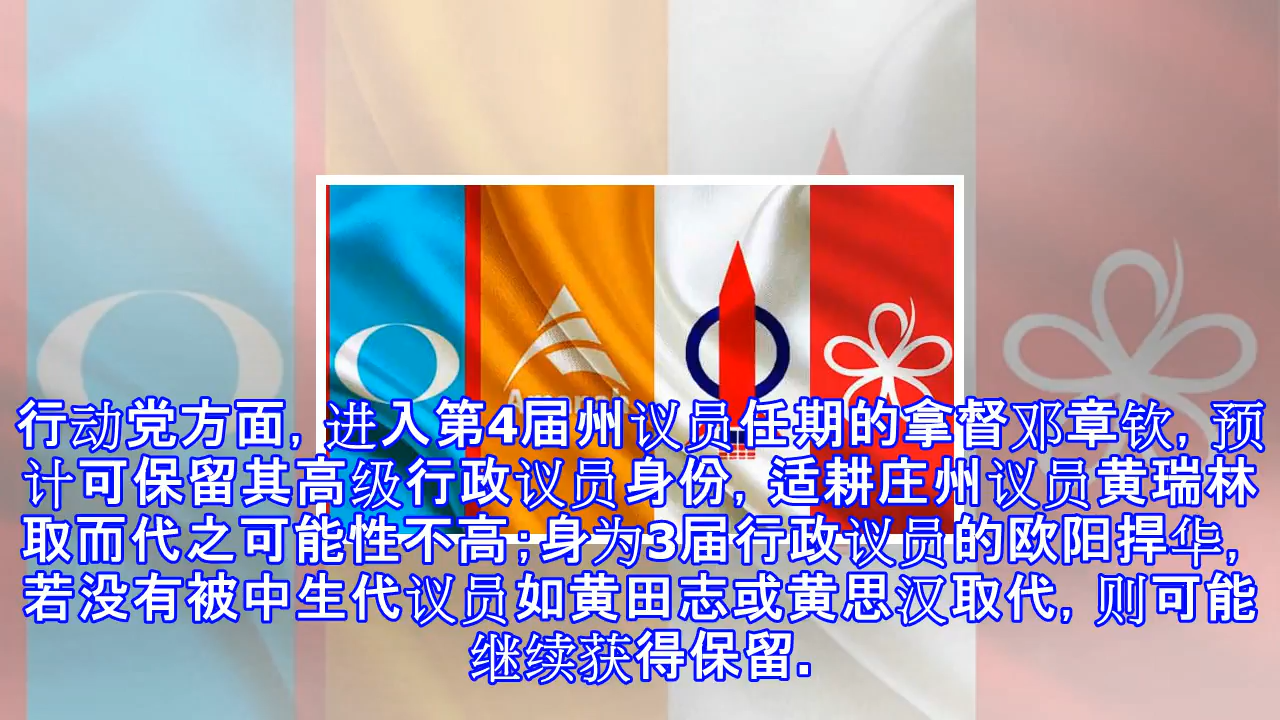 行动党方面, 进入第4届州议员任期的拿督邓章钦, 预
计可保留其高级行政议员身份, 适耕庄州议员黄瑞林
取而代之可能性不高;身为3届行政议员的欧阳捍华,
若没有被中生代议员如黄田志或黄思汉取代, 则可能
继续获得保留.